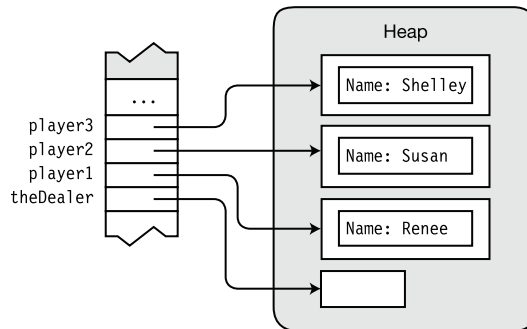 Heap
...
player3
player2
player1
theDealer
Name: Shelley
Name: Susan
Name: Renee